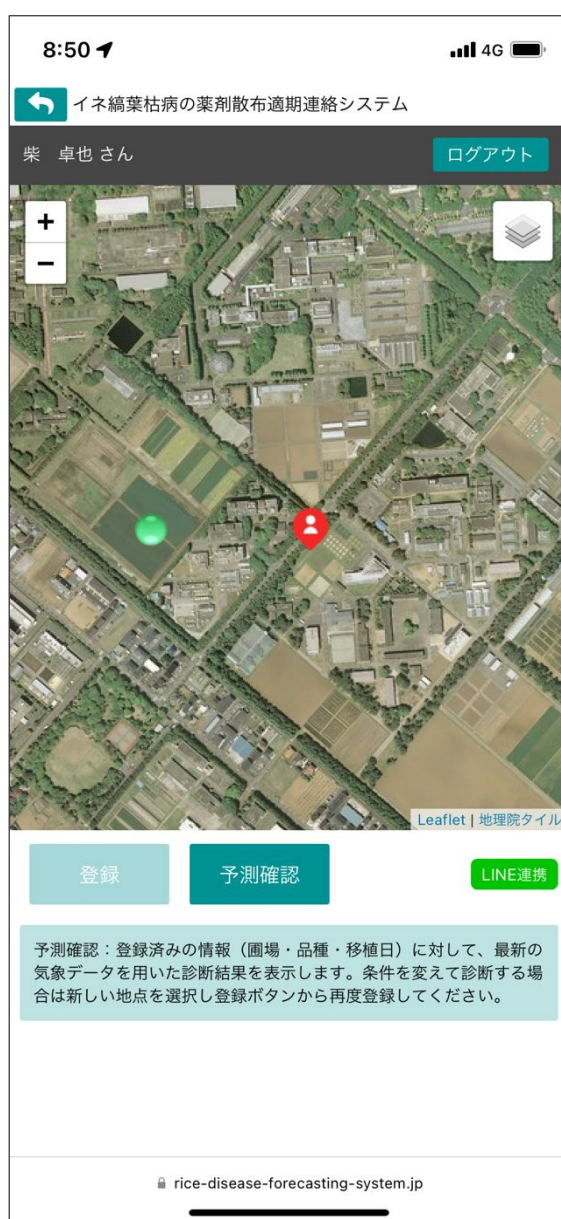 8:50
4G
イネ縞葉枯病の薬剤散布適期連絡システム
柴　卓也 さん
ログアウト
+
−
Leaflet | 地理院タイル
登録
予測確認
LINE連携
予測確認：登録済みの情報（圃場・品種・移植日）に対して、最新の
気象データを用いた診断結果を表示します。条件を変えて診断する場
合は新しい地点を選択し登録ボタンから再度登録してください。
rice-disease-forecasting-system.jp